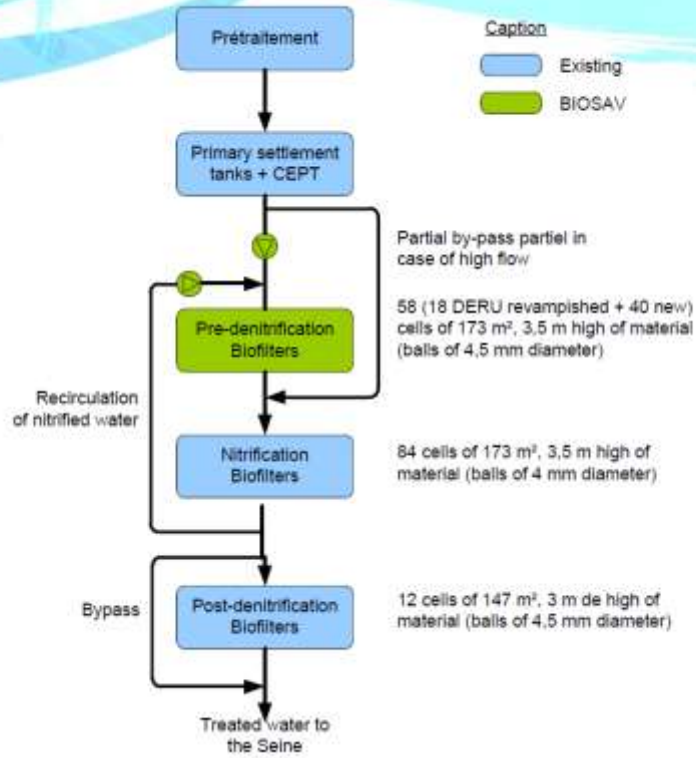 Prétraitement
Caption
Existing
BIOSAV
Primary settlement
tanks + CEPT
Partial by-pass partiel in
case of high flow
58 (18 DERU revampished + 40 new)
cells of 173 m², 3,5 m high of material
(balls of 4,5 mm diameter)
Pre-denitrification
Biofilters
Recirculation
of nitrified water
Nitrification
Biofilters
84 cells of 173 m², 3,5 m high of
material (balls of 4 mm diameter)
Bypass
Post-denitrification
Biofilters
12 cells of 147 m², 3 m de high of
material (balls of 4,5 mm diameter)
Treated water to
the Seine